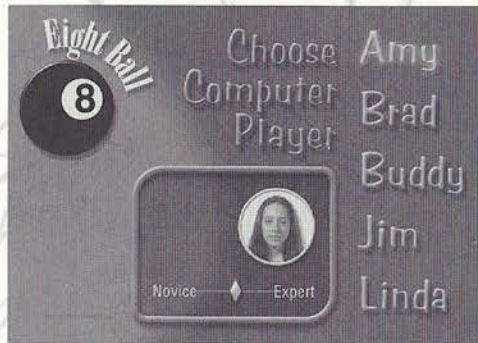 Eight Ball
8
Choose
Computer
Player
Amy
Brad
Buddy
Jim
Linda
Novice Expert